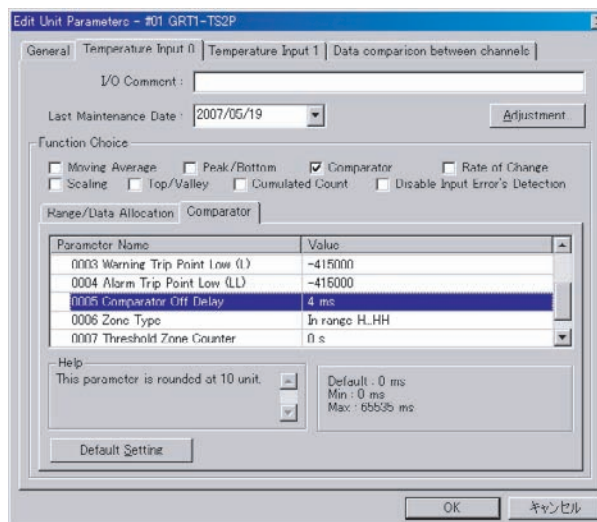 Edit Unit Parameters - #01 GRT1-TS2P
General Temperature Input 0 Temperature Input 1 Data comparison between channels
I/O Comment :
Last Maintenance Date : 2007/05/19 Adjustment..
Function Choice
Moving Average Peak/Bottom Comparator Rate of Change
Scaling Top/Valley Cumulated Count Disable Input Error's Detection
Range/Data Allocation Comparator
Parameter Name Value
0003 Warning Trip Point Low (L) -415000
0004 Alarm Trip Point Low (LL) -416000
0005 Comparator Off Delay 4 ms
0006 Zone Type In range H..HH
0007 Threshold Zone Counter 0 s
Help
This parameter is rounded at 10 unit.
Default : 0 ms
Min : 0 ms
Max : 65535 ms
Default Setting
OK キャンセル